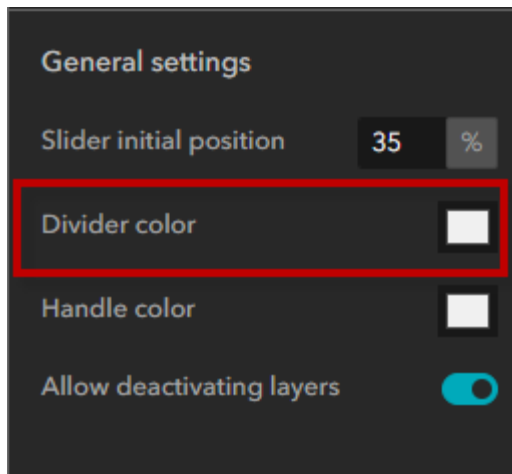 General settings
Slider initial position 35 %
Divider color
Handle color
Allow deactivating layers